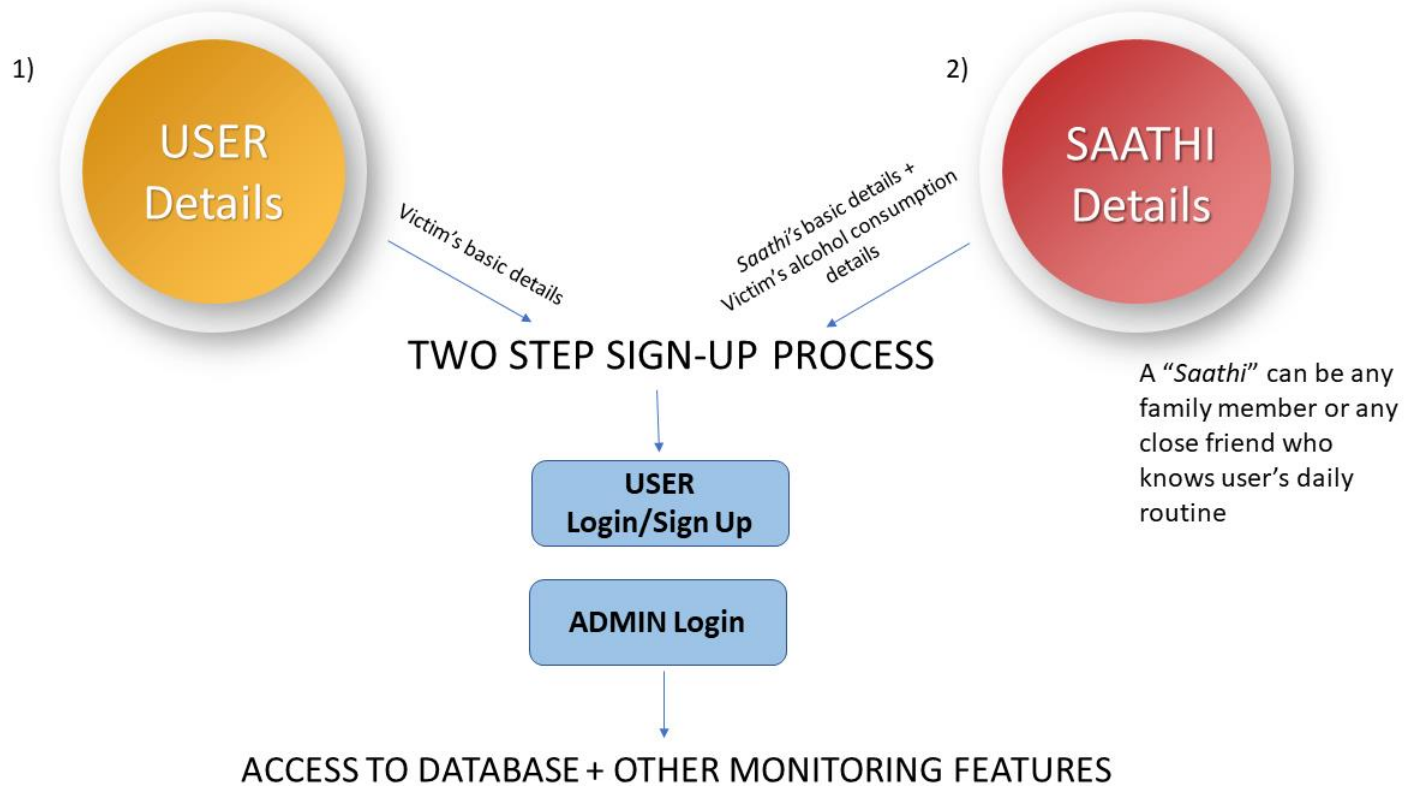 1)
USER
Details
2)
SAATHI
Details
Victim's basic details
Saathi's basic details +
Victim's alcohol consumption
details
TWO STEP SIGN-UP PROCESS
A “Saathi” can be any
family member or any
close friend who
knows user's daily
routine
USER
Login/Sign Up
ADMIN Login
ACCESS TO DATABASE + OTHER MONITORING FEATURES